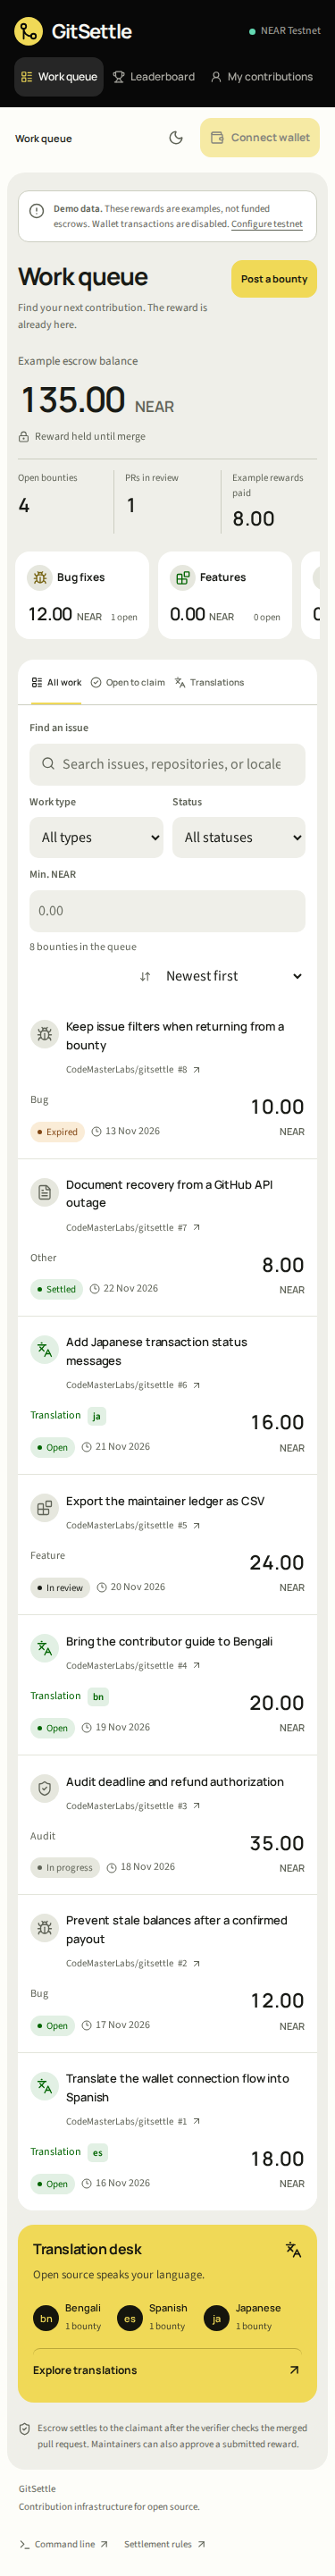 GitSettle
NEAR Testnet
Work queue
Leaderboard
My contributions
Work queue
Connect wallet
Demo data. These rewards are examples, not funded
escrows. Wallet transactions are disabled. Configure testnet
Work queue
Post a bounty
Find your next contribution. The reward is
already here.
Example escrow balance
135.00 NEAR
Reward held until merge
Open bounties
4
PRs in review
1
Example rewards
paid
8.00
Bug fixes
12.00 NEAR 1 open
Features
0.00 NEAR 0 open
All work
Open to claim
Translations
Find an issue
Search issues, repositories, or locale
Work type
Status
All types
All statuses
Min. NEAR
0.00
8 bounties in the queue
Newest first
Keep issue filters when returning from a
bounty
CodeMasterLabs/gitsettle #8
Bug
Expired
13 Nov 2026
10.00
NEAR
Document recovery from a GitHub API
outage
CodeMasterLabs/gitsettle #7
Other
Settled
22 Nov 2026
8.00
NEAR
Add Japanese transaction status
messages
CodeMasterLabs/gitsettle #6
Translation ja
Open
21 Nov 2026
16.00
NEAR
Export the maintainer ledger as CSV
CodeMasterLabs/gitsettle #5
Feature
In review
20 Nov 2026
24.00
NEAR
Bring the contributor guide to Bengali
CodeMasterLabs/gitsettle #4
Translation bn
Open
19 Nov 2026
20.00
NEAR
Audit deadline and refund authorization
CodeMasterLabs/gitsettle #3
Audit
In progress
18 Nov 2026
35.00
NEAR
Prevent stale balances after a confirmed
payout
CodeMasterLabs/gitsettle #2
Bug
Open
17 Nov 2026
12.00
NEAR
Translate the wallet connection flow into
Spanish
CodeMasterLabs/gitsettle #1
Translation es
Open
16 Nov 2026
18.00
NEAR
Translation desk
Open source speaks your language.
bn
Bengali
1 bounty
es
Spanish
1 bounty
ja
Japanese
1 bounty
Explore translations
Escrow settles to the claimant after the verifier checks the merged
pull request. Maintainers can also approve a submitted reward.
GitSettle
Contribution infrastructure for open source.
Command line
Settlement rules